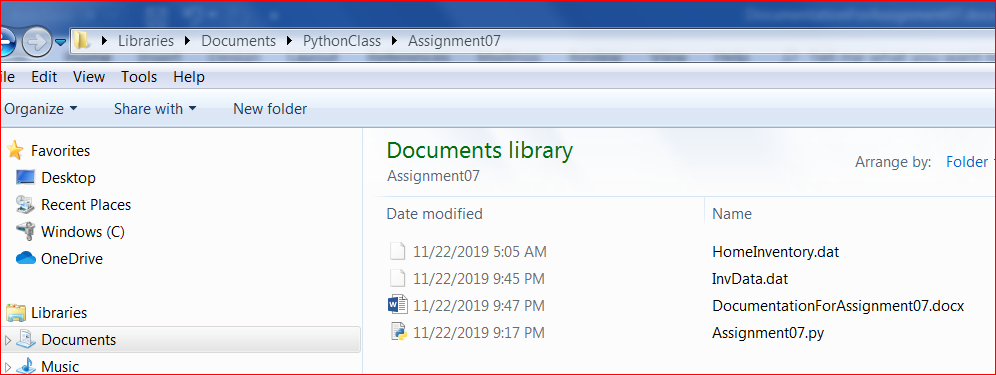 Libraries Documents PythonClass Assignment07
ile Edit View Tools Help
Organize Share with New folder
Favorites
Desktop
Recent Places
Windows (C)
OneDrive
Libraries
Documents
Music
Documents library
Assignment07
Arrange by: Folder
Date modified Name
11/22/2019 5:05 AM HomeInventory.dat
11/22/2019 9:45 PM InvData.dat
11/22/2019 9:47 PM DocumentationForAssignment07.docx
11/22/2019 9:17 PM Assignment07.py